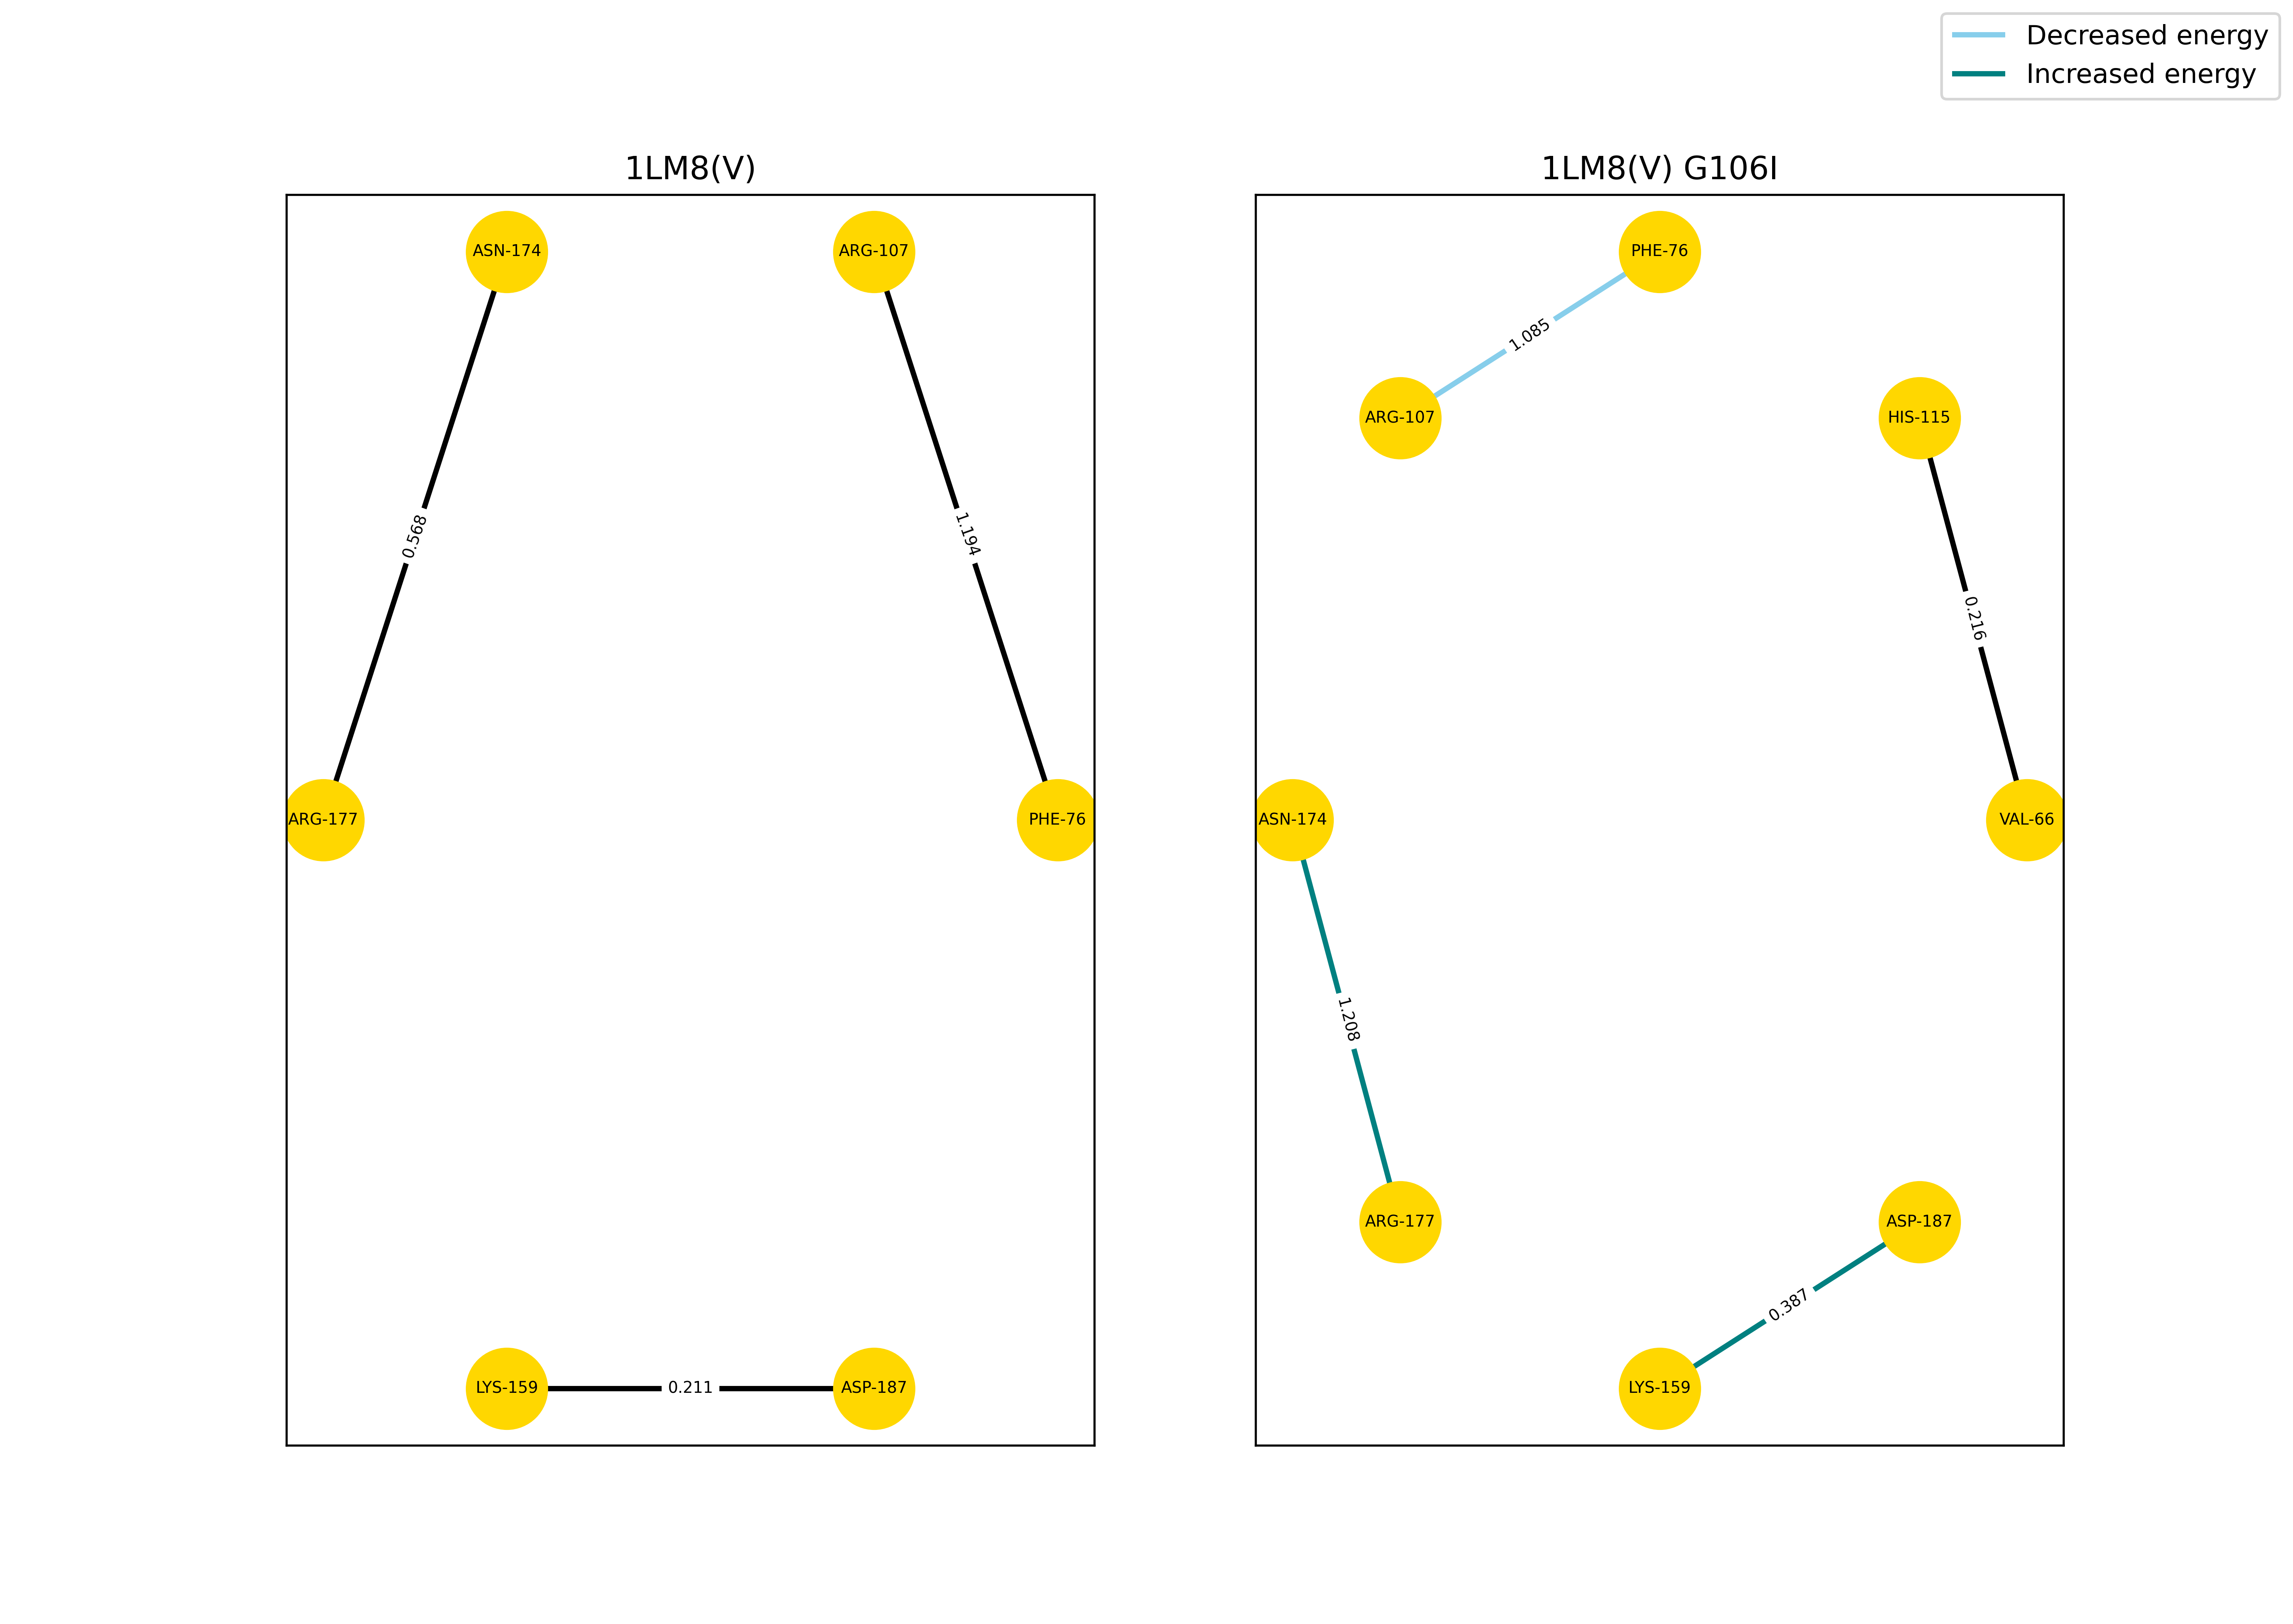 Decreased energy
Increased energy
1LM8(V)
ASN-174
ARG-107
0.568
1.194
ARG-177
PHE-76
LYS-159
0.211
ASP-187
1LM8(V) G106I
PHE-76
1.085
ARG-107
HIS-115
0.216
ASN-174
VAL-66
1.208
ARG-177
ASP-187
0.387
LYS-159